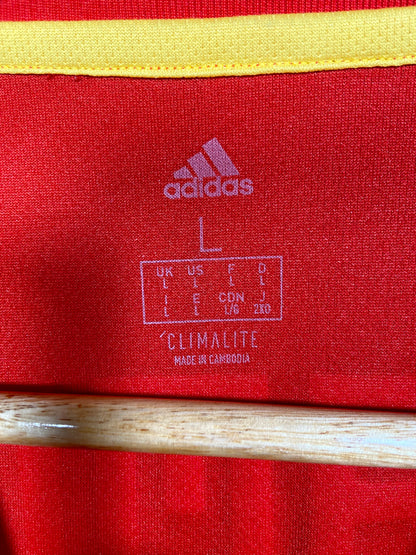 adidas
L
UK US F D
L L L L
I E CDN J
L L L/G 2XO
CLIMALITE
MADE IN CAMBODIA